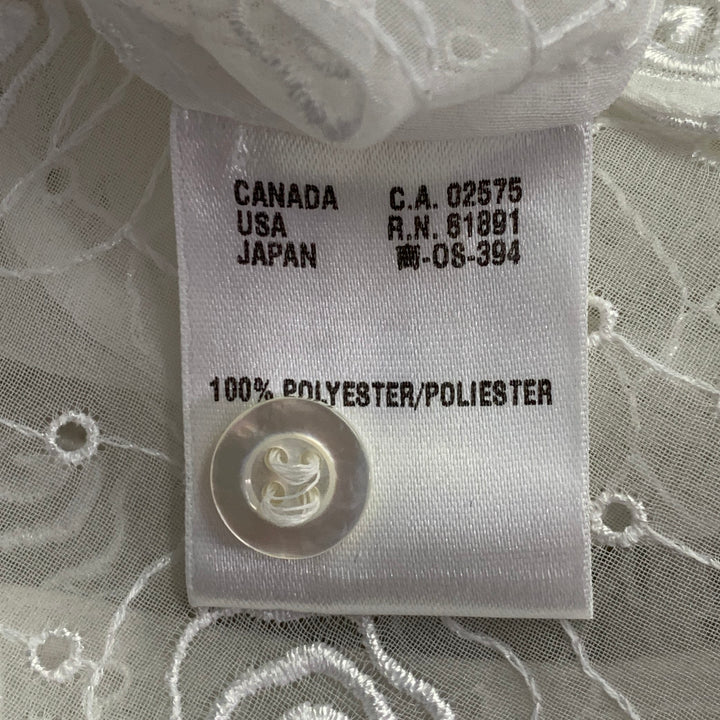 CANADA C.A. 02575
USA R.N. 61891
JAPAN 商-OS-394
100% POLYESTER/POLIESTER